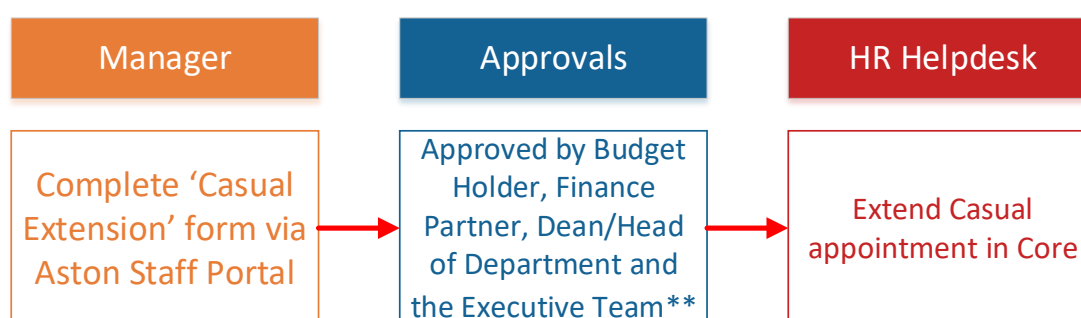 Manager
Approvals
HR Helpdesk
Complete ‘Casual
Extension’ form via
Aston Staff Portal
Approved by Budget
Holder, Finance
Partner, Dean/Head
of Department and
the Executive Team**
Extend Casual
appointment in Core